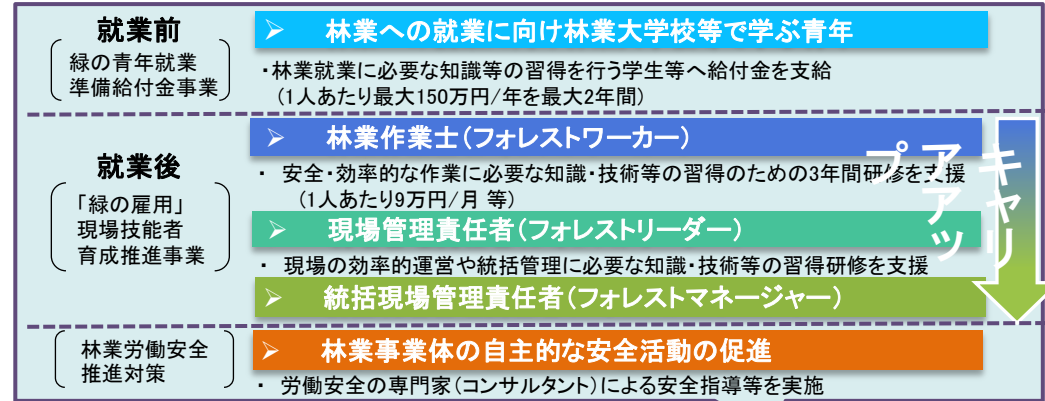 就業前
緑の青年就業
準備給付金事業
➢ 林業への就業に向け林業大学校等で学ぶ青年
・林業就業に必要な知識等の習得を行う学生等へ給付金を支給
(1人あたり最大150万円/年を最大2年間)
就業後
「緑の雇用」
現場技能者
育成推進事業
➢ 林業作業士(フォレストワーカー)
・ 安全・効率的な作業に必要な知識・技術等の習得のための3年間研修を支援
(1人あたり9万円/月 等)
➢ 現場管理責任者(フォレストリーダー)
・ 現場の効率的運営や統括管理に必要な知識・技術等の習得研修を支援
➢ 統括現場管理責任者(フォレストマネージャー)
キャリ
アアッ
プ
林業労働安全
推進対策
➢ 林業事業体の自主的な安全活動の促進
・ 労働安全の専門家(コンサルタント)による安全指導等を実施